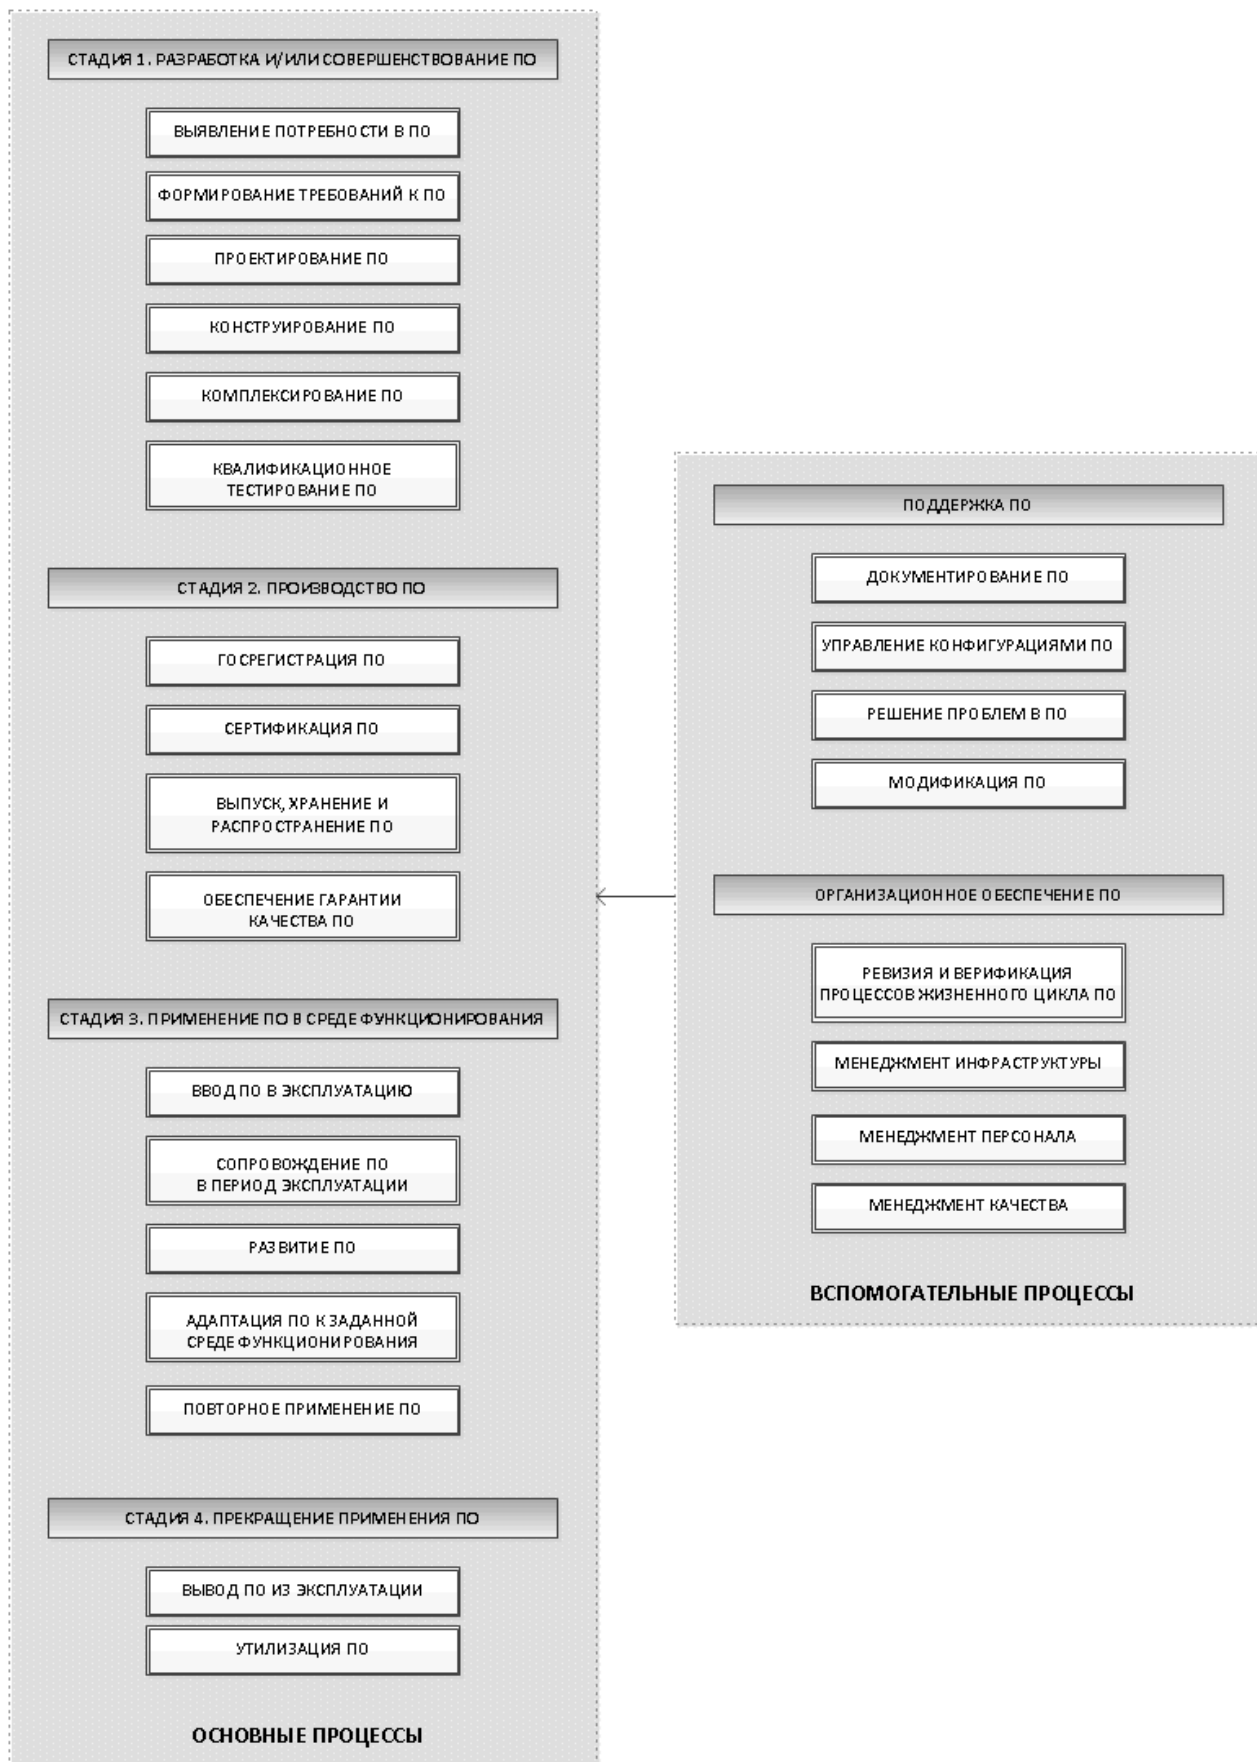 СТАДИЯ 1. РАЗРАБОТКА И/ИЛИ СОВЕРШЕНСТВОВАНИЕ ПО
ВЫЯВЛЕНИЕ ПОТРЕБНОСТИ В ПО
ФОРМИРОВАНИЕ ТРЕБОВАНИЙ К ПО
ПРОЕКТИРОВАНИЕ ПО
КОНСТРУИРОВАНИЕ ПО
КОМПЛЕКСИРОВАНИЕ ПО
КВАЛИФИКАЦИОННОЕ
ТЕСТИРОВАНИЕ ПО
СТАДИЯ 2. ПРОИЗВОДСТВО ПО
ГОСРЕГИСТРАЦИЯ ПО
СЕРТИФИКАЦИЯ ПО
ВЫПУСК, ХРАНЕНИЕ И
РАСПРОСТРАНЕНИЕ ПО
ОБЕСПЕЧЕНИЕ ГАРАНТИИ
КАЧЕСТВА ПО
СТАДИЯ 3. ПРИМЕНЕНИЕ ПО В СРЕДЕ ФУНКЦИОНИРОВАНИЯ
ВВОД ПО В ЭКСПЛУАТАЦИЮ
СОПРОВОЖДЕНИЕ ПО
В ПЕРИОД ЭКСПЛУАТАЦИИ
РАЗВИТИЕ ПО
АДАПТАЦИЯ ПО К ЗАДАННОЙ
СРЕДЕ ФУНКЦИОНИРОВАНИЯ
ПОВТОРНОЕ ПРИМЕНЕНИЕ ПО
СТАДИЯ 4. ПРЕКРАЩЕНИЕ ПРИМЕНЕНИЯ ПО
ВЫВОД ПО ИЗ ЭКСПЛУАТАЦИИ
УТИЛИЗАЦИЯ ПО
ОСНОВНЫЕ ПРОЦЕССЫ
ПОДДЕРЖКА ПО
ДОКУМЕНТИРОВАНИЕ ПО
УПРАВЛЕНИЕ КОНФИГУРАЦИЯМИ ПО
РЕШЕНИЕ ПРОБЛЕМ В ПО
МОДИФИКАЦИЯ ПО
ОРГАНИЗАЦИОННОЕ ОБЕСПЕЧЕНИЕ ПО
РЕВИЗИЯ И ВЕРИФИКАЦИЯ
ПРОЦЕССОВ ЖИЗНЕННОГО ЦИКЛА ПО
МЕНЕДЖМЕНТ ИНФРАСТРУКТУРЫ
МЕНЕДЖМЕНТ ПЕРСОНАЛА
МЕНЕДЖМЕНТ КАЧЕСТВА
ВСПОМОГАТЕЛЬНЫЕ ПРОЦЕССЫ